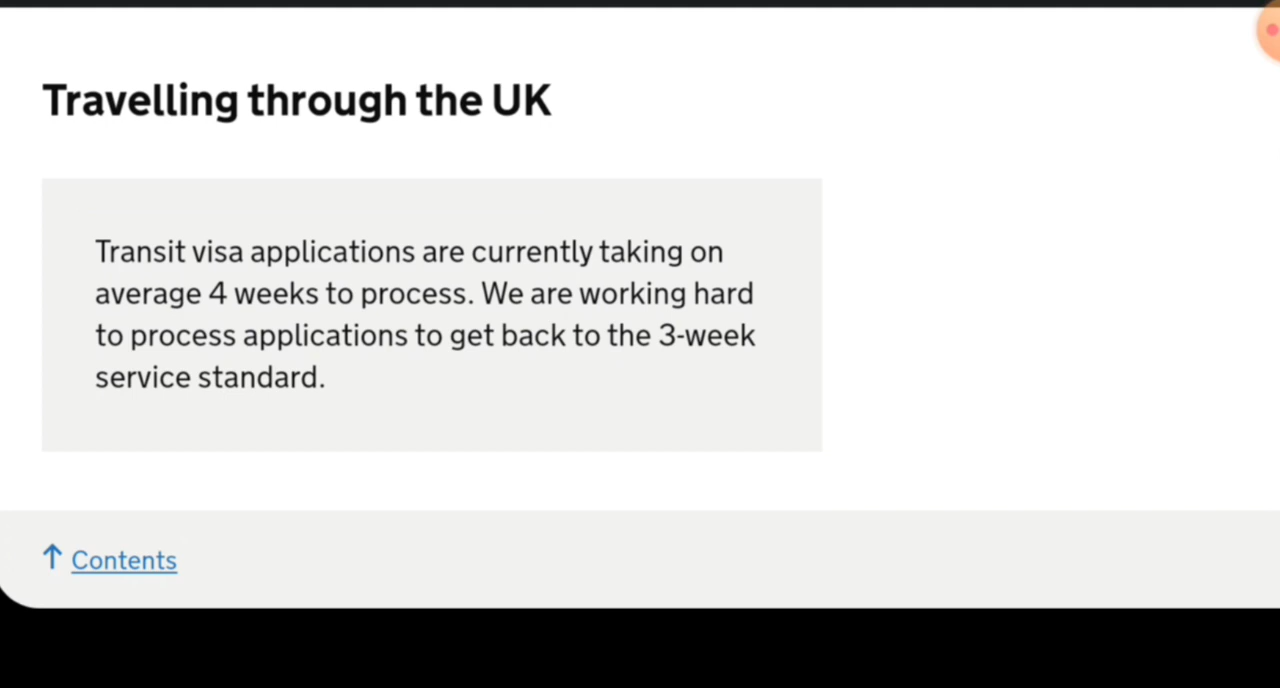 Travelling through the UK
Transit visa applications are currently taking on
average 4 weeks to process. We are working hard
to process applications to get back to the 3-week
service standard.
↑ Contents